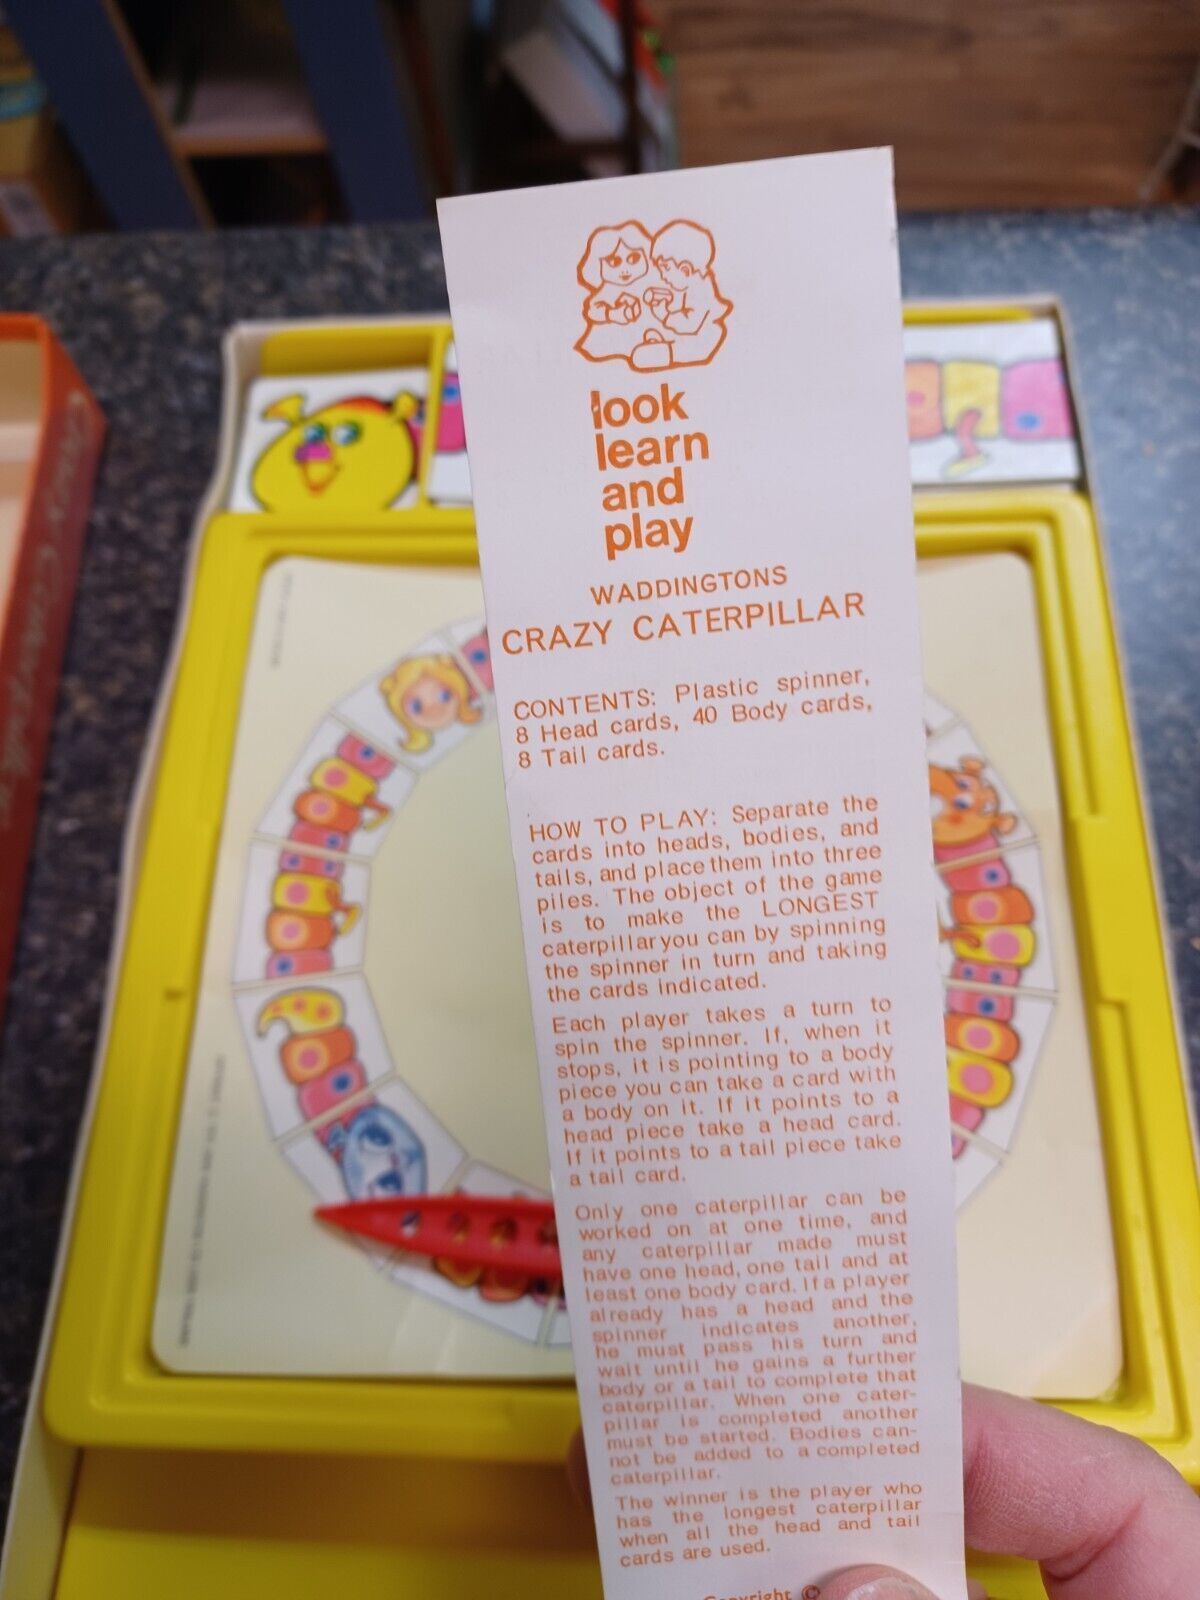 look
learn
and
play
WADDINGTONS
CRAZY CATERPILLAR
CONTENTS: Plastic spinner,
8 Head cards, 40 Body cards,
8 Tail cards.
HOW TO PLAY: Separate the
cards into heads, bodies, and
tails, and place them into three
piles. The object of the game
is to make the LONGEST
caterpillar you can by spinning
the spinner in turn and taking
the cards indicated.
Each player takes a turn to
spin the spinner. If, when it
stops, it is pointing to a body
piece you can take a card with
a body on it. If it points to a
head piece take a head card.
If it points to a tail piece take
a tail card.
Only one caterpillar can be
worked on at one time, and
any caterpillar made must
have one head, one tail and at
least one body card. If a player
already has a head and the
spinner indicates another,
he must pass his turn and
wait until he gains a further
body or a tail to complete that
caterpillar. When one cater-
pillar is completed another
must be started. Bodies can-
not be added to a completed
caterpillar.
The winner is the player who
has the longest caterpillar
when all the head and tail
cards are used.
Copyright ©
Crazy Caterpillar